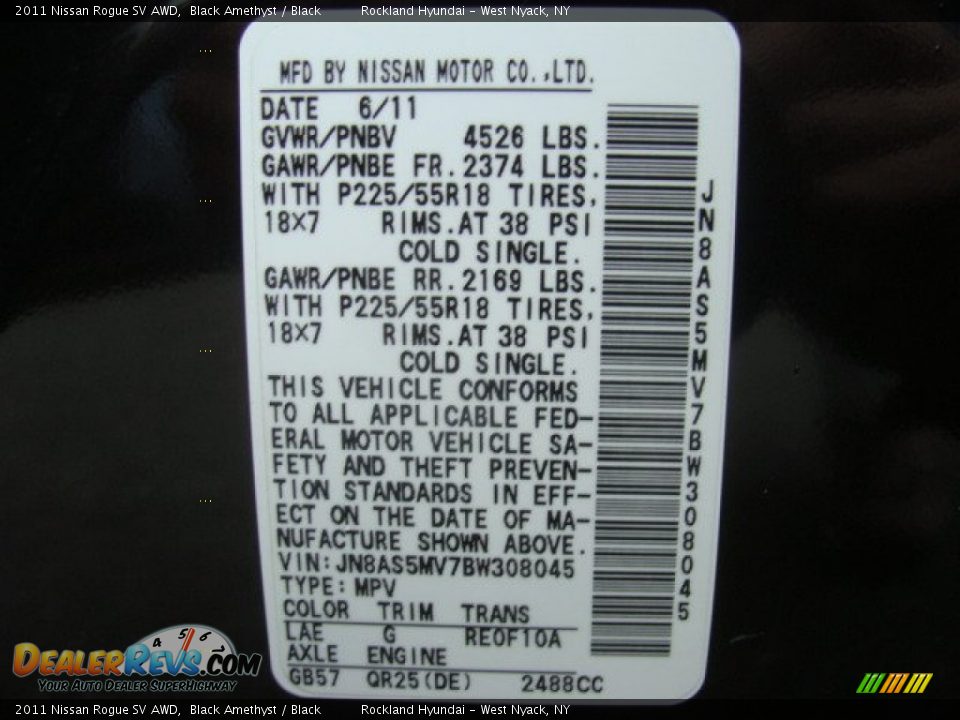 2011 Nissan Rogue SV AWD, Black Amethyst / Black Rockland Hyundai - West Nyack, NY
MFD BY NISSAN MOTOR CO.,LTD.
DATE 6/11
GVWR/PNBV 4526 LBS.
GAWR/PNBE FR.2374 LBS.
WITH P225/55R18 TIRES,
18X7 RIMS.AT 38 PSI
COLD SINGLE.
GAWR/PNBE RR.2169 LBS.
WITH P225/55R18 TIRES,
18X7 RIMS.AT 38 PSI
COLD SINGLE.
THIS VEHICLE CONFORMS
TO ALL APPLICABLE FED-
ERAL MOTOR VEHICLE SA-
FETY AND THEFT PREVEN-
TION STANDARDS IN EFF-
ECT ON THE DATE OF MA-
NUFACTURE SHOWN ABOVE.
VIN:JN8AS5MV7BW308045
TYPE:MPV
COLOR TRIM TRANS
LAE G RE0F10A
AXLE ENGINE
GB57 QR25(DE) 2488CC
JN8AS5MV7BW308045
4 5 6
DEALERREVS.COM
Your Auto Dealer SuperHighway
2011 Nissan Rogue SV AWD, Black Amethyst / Black Rockland Hyundai - West Nyack, NY